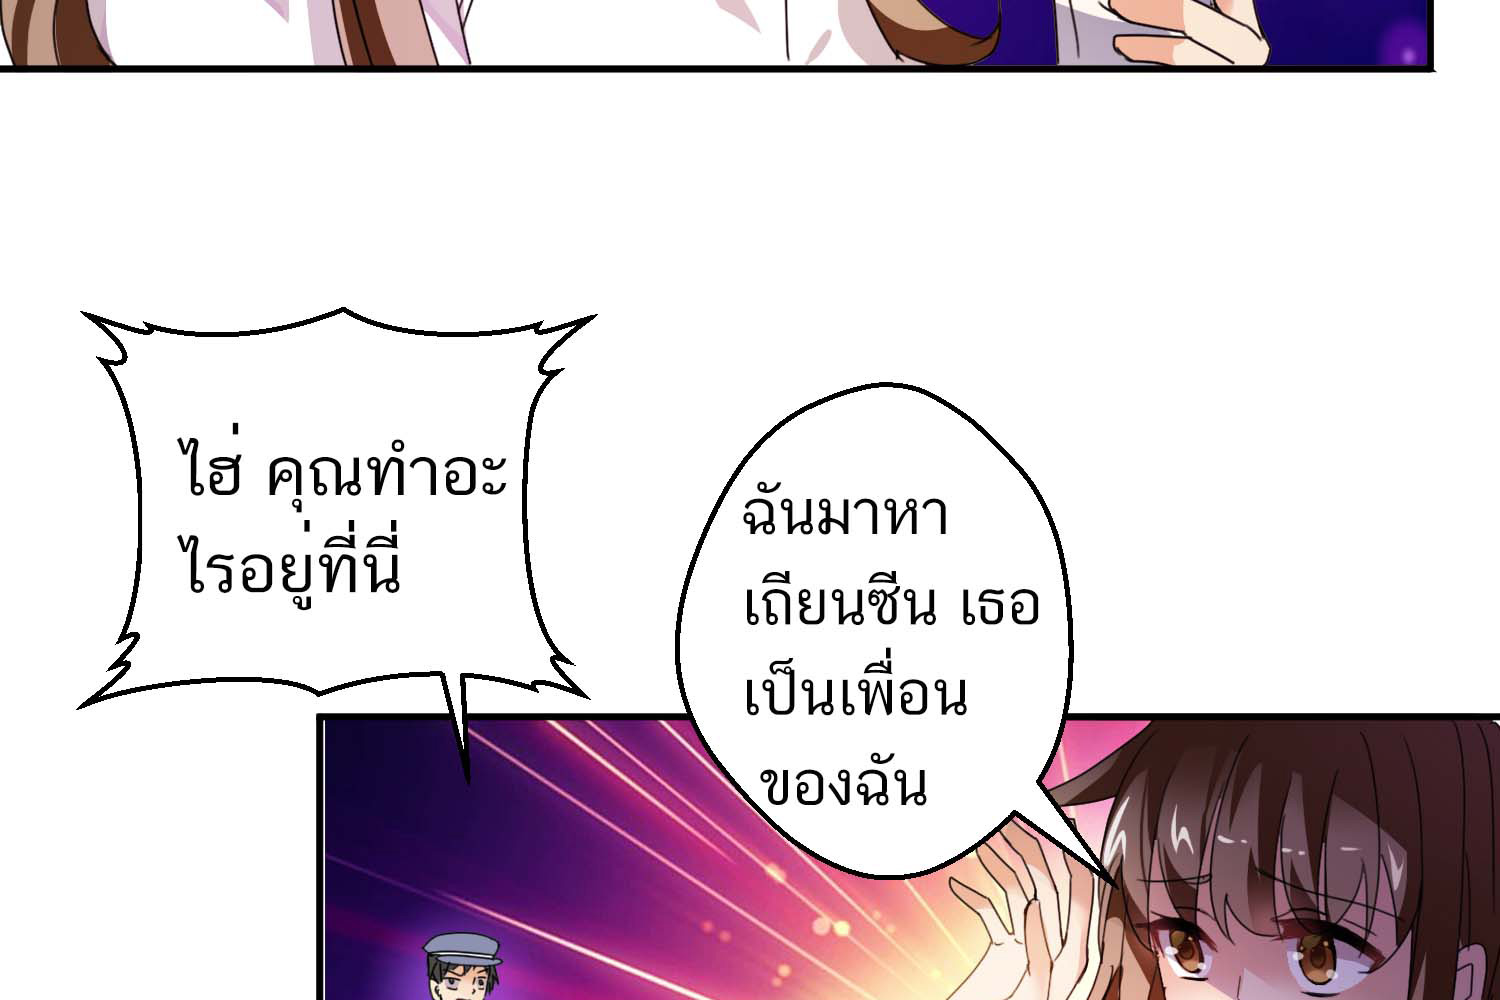 ไฮ่ คุณทำอะ
ไรอยู่ที่นี่
ฉันมาหา
เถียนซีน เธอ
เป็นเพื่อน
ของฉัน